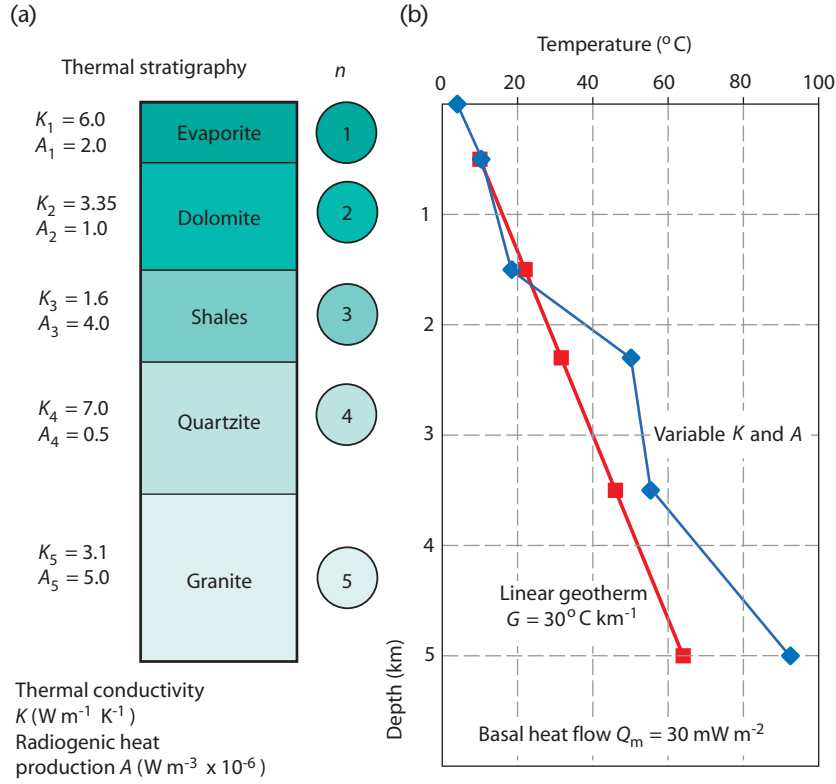 (a)
Thermal stratigraphy
n
K₁ = 6.0
A₁ = 2.0
Evaporite
1
K₂ = 3.35
A₂ = 1.0
Dolomite
2
K₃ = 1.6
A₃ = 4.0
Shales
3
K₄ = 7.0
A₄ = 0.5
Quartzite
4
K₅ = 3.1
A₅ = 5.0
Granite
5
Thermal conductivity
K (W m⁻¹ K⁻¹)
Radiogenic heat
production A (W m⁻³ x 10⁻⁶)
(b)
Temperature (°C)
0 20 40 60 80 100
1
2
3
4
5
Depth (km)
Variable K and A
Linear geotherm
G = 30°C km⁻¹
Basal heat flow Qₘ = 30 mW m⁻²